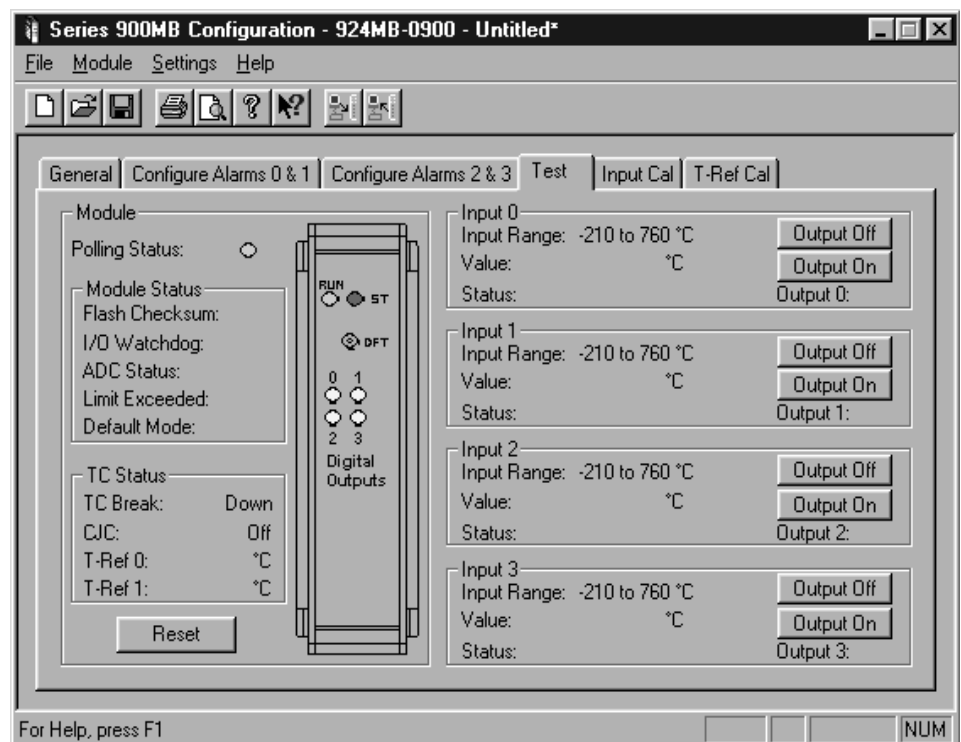 Series 900MB Configuration - 924MB-0900 - Untitled*
File Module Settings Help
General Configure Alarms 0 & 1 Configure Alarms 2 & 3 Test Input Cal T-Ref Cal
Module
Polling Status:
Module Status
Flash Checksum:
I/O Watchdog:
ADC Status:
Limit Exceeded:
Default Mode:
TC Status
TC Break: Down
CJC: Off
T-Ref 0: °C
T-Ref 1: °C
Reset
RUN ST
DFT
0 1
2 3
Digital
Outputs
Input 0
Input Range: -210 to 760 °C Output Off
Value: °C Output On
Status: Output 0:
Input 1
Input Range: -210 to 760 °C Output Off
Value: °C Output On
Status: Output 1:
Input 2
Input Range: -210 to 760 °C Output Off
Value: °C Output On
Status: Output 2:
Input 3
Input Range: -210 to 760 °C Output Off
Value: °C Output On
Status: Output 3:
For Help, press F1 NUM